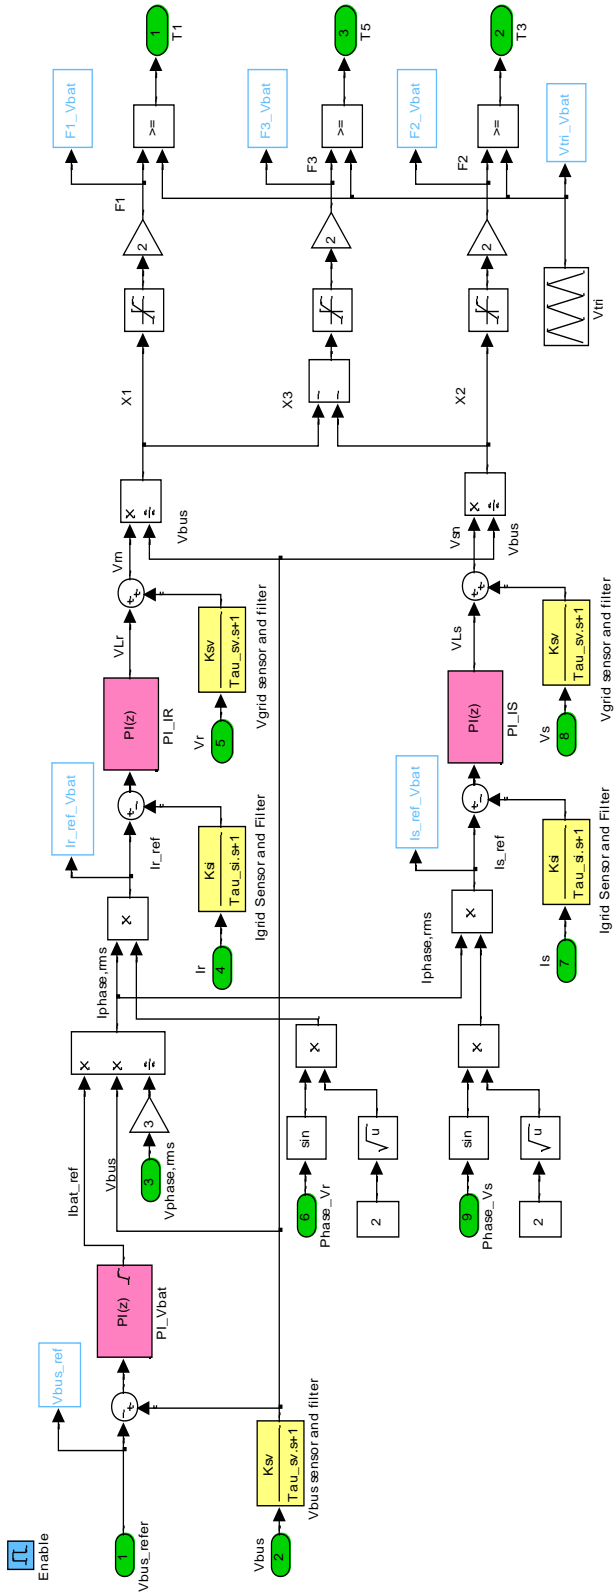 Enable
1
Vbus_refer
Vbus_ref
PI(z)
PI_Vbat
2
Vbus
Ksv
Tau_sv.s+1
Vbus sensor and filter
Ibat_ref
Vbus
3
Vphase,rms
3
x
x
÷
Iphase,rms
6
Phase_Vr
sin
2
√u
x
9
Phase_Vs
sin
2
√u
x
x
Ir_ref
Ir_ref_Vbat
4
Ir
Ksi
Tau_si.s+1
Igrid Sensor and Filter
PI(z)
PI_IR
VLr
5
Vr
Ksv
Tau_sv.s+1
Vgrid sensor and filter
Iphase,rms
x
Is_ref
Is_ref_Vbat
7
Is
Ksi
Tau_si.s+1
Igrid Sensor and Filter
PI(z)
PI_IS
VLs
8
Vs
Ksv
Tau_sv.s+1
Vgrid sensor and filter
Vbus
x
÷
Vsn
Vbus
x
÷
X1
X3
X2
2
F1
F1_Vbat
>=
1
T1
2
F3
F3_Vbat
>=
3
T5
2
F2
F2_Vbat
>=
2
T3
Vtri
Vtri_Vbat